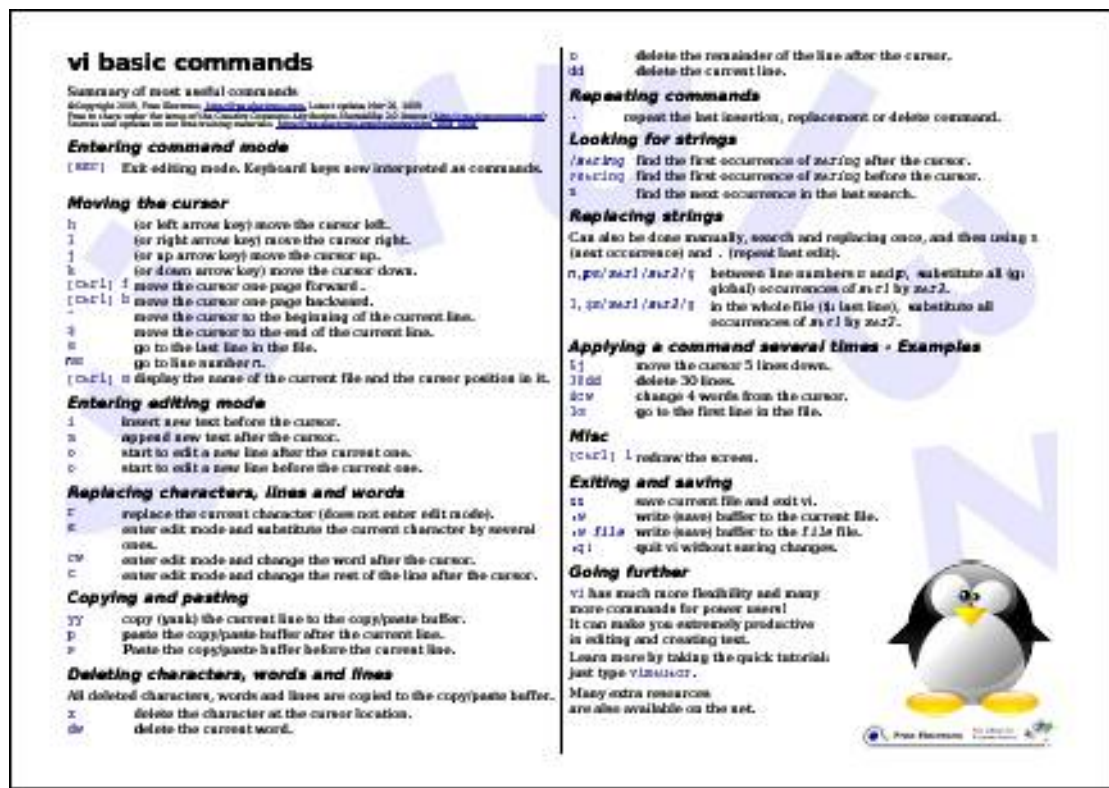 vi basic commands
Summary of most useful commands
©Copyright 2005, Free Electrons, Latest update Nov 26, 2009
Entering command mode
[ESC] Exit editing mode. Keyboard keys now interpreted as commands.
Moving the cursor
h (or left arrow key) move the cursor left.
l (or right arrow key) move the cursor right.
j (or up arrow key) move the cursor up.
k (or down arrow key) move the cursor down.
[Ctrl] f move the cursor one page forward .
[Ctrl] b move the cursor one page backward.
^ move the cursor to the beginning of the current line.
$ move the cursor to the end of the current line.
G go to the last line in the file.
nG go to line number n.
[Ctrl] G display the name of the current file and the cursor position in it.
Entering editing mode
i insert new text before the cursor.
a append new text after the cursor.
o start to edit a new line after the current one.
O start to edit a new line before the current one.
Replacing characters, lines and words
r replace the current character (does not enter edit mode).
s enter edit mode and substitute the current character by several
ones.
cw enter edit mode and change the word after the cursor.
C enter edit mode and change the rest of the line after the cursor.
Copying and pasting
yy copy (yank) the current line to the copy/paste buffer.
p paste the copy/paste buffer after the current line.
P Paste the copy/paste buffer before the current line.
Deleting characters, words and lines
All deleted characters, words and lines are copied to the copy/paste buffer.
x delete the character at the cursor location.
dw delete the current word.
D delete the remainder of the line after the cursor.
dd delete the current line.
Repeating commands
. repeat the last insertion, replacement or delete command.
Looking for strings
/string find the first occurrence of string after the cursor.
?string find the first occurrence of string before the cursor.
n find the next occurrence in the last search.
Replacing strings
Can also be done manually, search and replacing once, and then using n
(next occurrence) and . (repeat last edit).
n,ps/str1/str2/g between line numbers n and p, substitute all (g:
global) occurrences of str1 by str2.
1,$s/str1/str2/g in the whole file ($: last line), substitute all
occurrences of str1 by str2.
Applying a command several times - Examples
5j move the cursor 5 lines down.
30dd delete 30 lines.
4cw change 4 words from the cursor.
1G go to the first line in the file.
Misc
[Ctrl] l redraw the screen.
Exiting and saving
ZZ save current file and exit vi.
:w write (save) buffer to the current file.
:w file write (save) buffer to the file file.
:q! quit vi without saving changes.
Going further
vi has much more flexibility and many
more commands for power users!
It can make you extremely productive
in editing and creating text.
Learn more by taking the quick tutorial:
just type vimtutor.
Many extra resources
are also available on the net.
Free Electrons